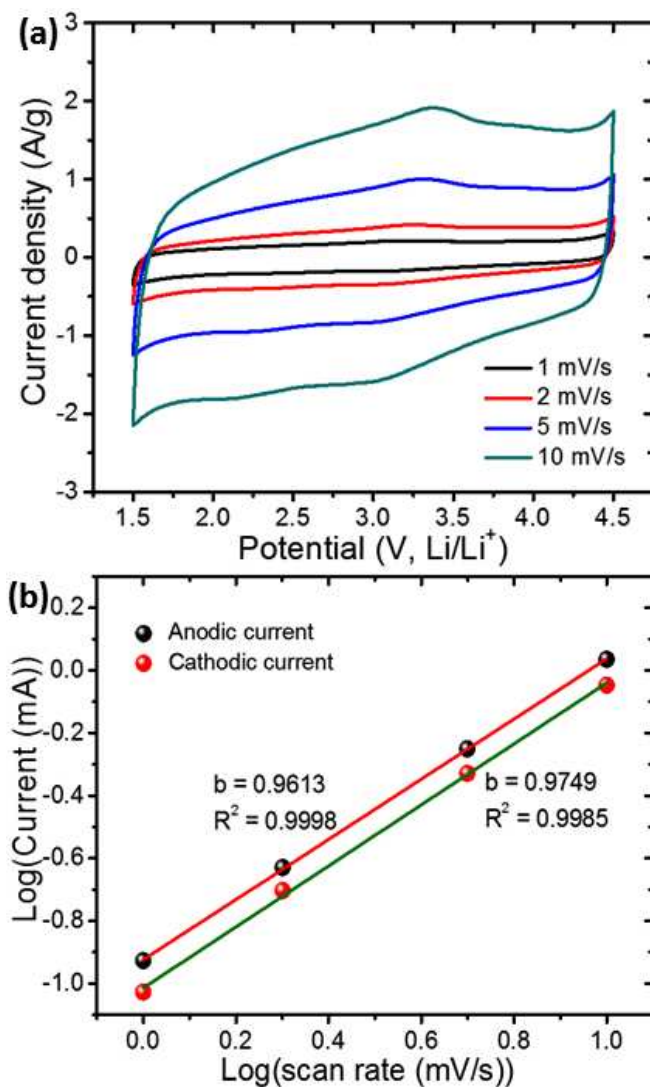 (a)
Current density (A/g)
3
2
1
0
-1
-2
-3
1 mV/s
2 mV/s
5 mV/s
10 mV/s
1.5 2.0 2.5 3.0 3.5 4.0 4.5
Potential (V, Li/Li⁺)
(b)
Log(Current (mA))
0.2
0.0
-0.2
-0.4
-0.6
-0.8
-1.0
Anodic current
Cathodic current
b = 0.9613
R² = 0.9998
b = 0.9749
R² = 0.9985
0.0 0.2 0.4 0.6 0.8 1.0
Log(scan rate (mV/s))